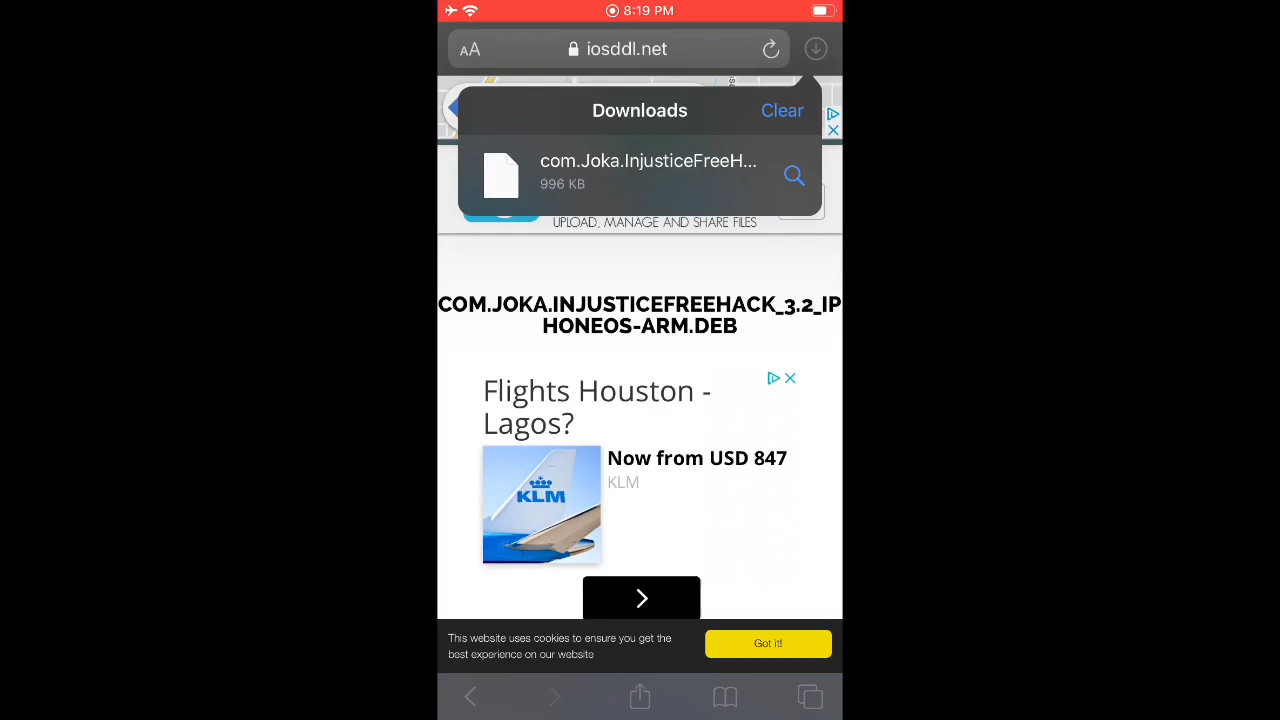 8:19 PM
AA iosddl.net
Downloads Clear
com.Joka.InjusticeFreeH...
996 KB
UPLOAD, MANAGE AND SHARE FILES
COM.JOKA.INJUSTICEFREEHACK_3.2_IP
HONEOS-ARM.DEB
Flights Houston -
Lagos?
Now from USD 847
KLM
KLM
This website uses cookies to ensure you get the
best experience on our website
Got it!